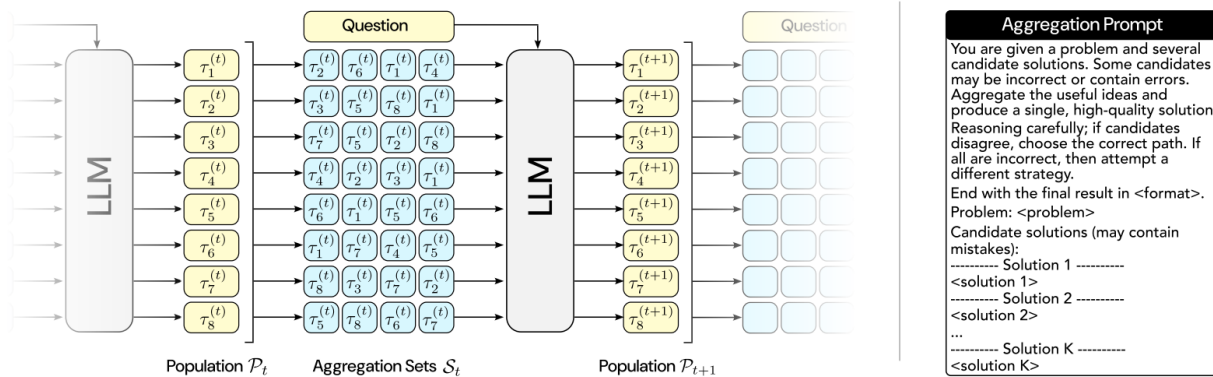 Question
Question
LLM
LLM
τ₁⁽ᵗ⁾
τ₂⁽ᵗ⁾ τ₆⁽ᵗ⁾ τ₁⁽ᵗ⁾ τ₄⁽ᵗ⁾
τ₁⁽ᵗ⁺¹⁾
τ₂⁽ᵗ⁾
τ₃⁽ᵗ⁾ τ₅⁽ᵗ⁾ τ₈⁽ᵗ⁾ τ₁⁽ᵗ⁾
τ₂⁽ᵗ⁺¹⁾
τ₃⁽ᵗ⁾
τ₇⁽ᵗ⁾ τ₅⁽ᵗ⁾ τ₂⁽ᵗ⁾ τ₈⁽ᵗ⁾
τ₃⁽ᵗ⁺¹⁾
τ₄⁽ᵗ⁾
τ₄⁽ᵗ⁾ τ₂⁽ᵗ⁾ τ₃⁽ᵗ⁾ τ₁⁽ᵗ⁾
τ₄⁽ᵗ⁺¹⁾
τ₅⁽ᵗ⁾
τ₆⁽ᵗ⁾ τ₁⁽ᵗ⁾ τ₅⁽ᵗ⁾ τ₆⁽ᵗ⁾
τ₅⁽ᵗ⁺¹⁾
τ₆⁽ᵗ⁾
τ₁⁽ᵗ⁾ τ₇⁽ᵗ⁾ τ₄⁽ᵗ⁾ τ₅⁽ᵗ⁾
τ₆⁽ᵗ⁺¹⁾
τ₇⁽ᵗ⁾
τ₈⁽ᵗ⁾ τ₃⁽ᵗ⁾ τ₇⁽ᵗ⁾ τ₂⁽ᵗ⁾
τ₇⁽ᵗ⁺¹⁾
τ₈⁽ᵗ⁾
τ₅⁽ᵗ⁾ τ₈⁽ᵗ⁾ τ₆⁽ᵗ⁾ τ₇⁽ᵗ⁾
τ₈⁽ᵗ⁺¹⁾
Population 𝒫ₜ
Aggregation Sets 𝒮ₜ
Population 𝒫ₜ₊₁
Aggregation Prompt
You are given a problem and several
candidate solutions. Some candidates
may be incorrect or contain errors.
Aggregate the useful ideas and
produce a single, high-quality solution
Reasoning carefully; if candidates
disagree, choose the correct path. If
all are incorrect, then attempt a
different strategy.
End with the final result in <format>.
Problem: <problem>
Candidate solutions (may contain
mistakes):
---------- Solution 1 ----------
<solution 1>
---------- Solution 2 ----------
<solution 2>
...
---------- Solution K ----------
<solution K>